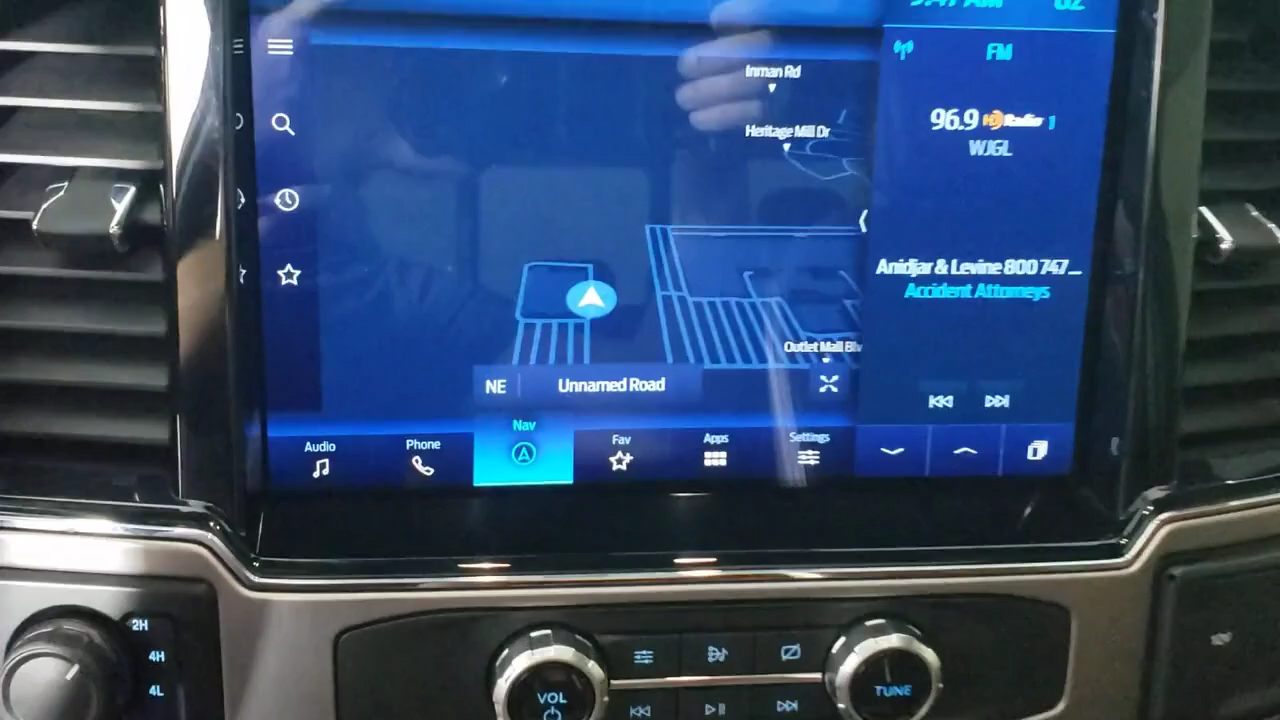 FM
Inman Rd
96.9 HD Radio 1
Heritage Mill Dr
WJGL
Anidjar & Levine 800 747...
Accident Attorneys
Outlet Mall Blv
NE
Unnamed Road
Audio
Phone
Nav
Fav
Apps
Settings
2H
4H
4L
VOL
TUNE